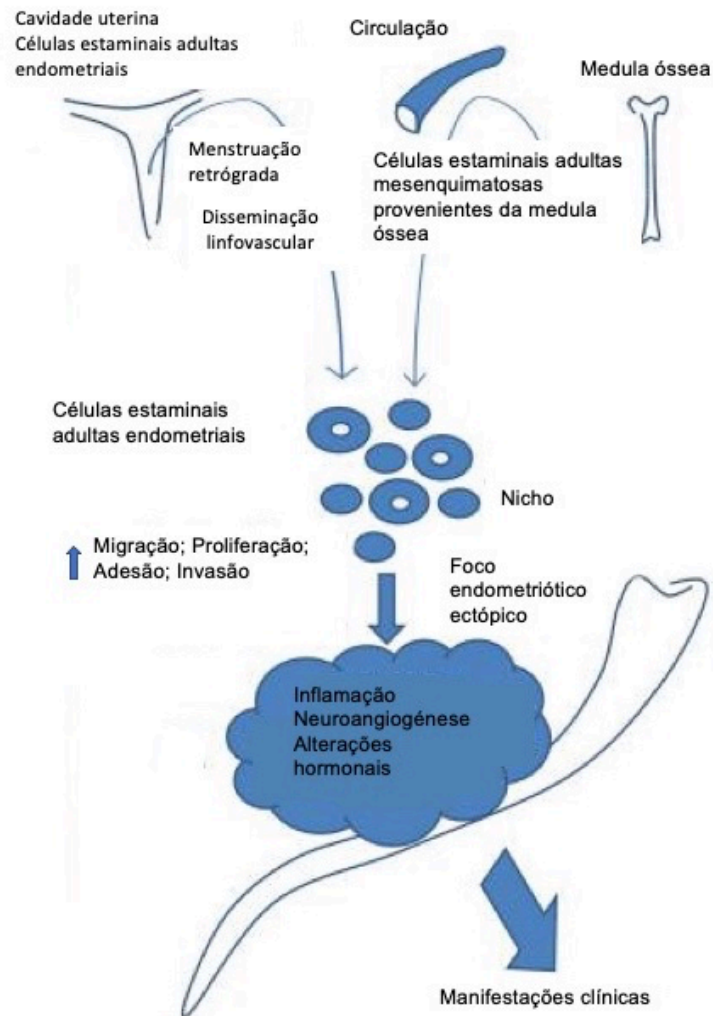 Cavidade uterina
Células estaminais adultas
endometriais
Circulação
Medula óssea
Menstruação
retrógrada
Disseminação
linfovascular
Células estaminais adultas
mesenquimatosas
provenientes da medula
óssea
Células estaminais
adultas endometriais
Nicho
Migração; Proliferação;
Adesão; Invasão
Foco
endometriótico
ectópico
Inflamação
Neuroangiogénese
Alterações
hormonais
Manifestações clínicas